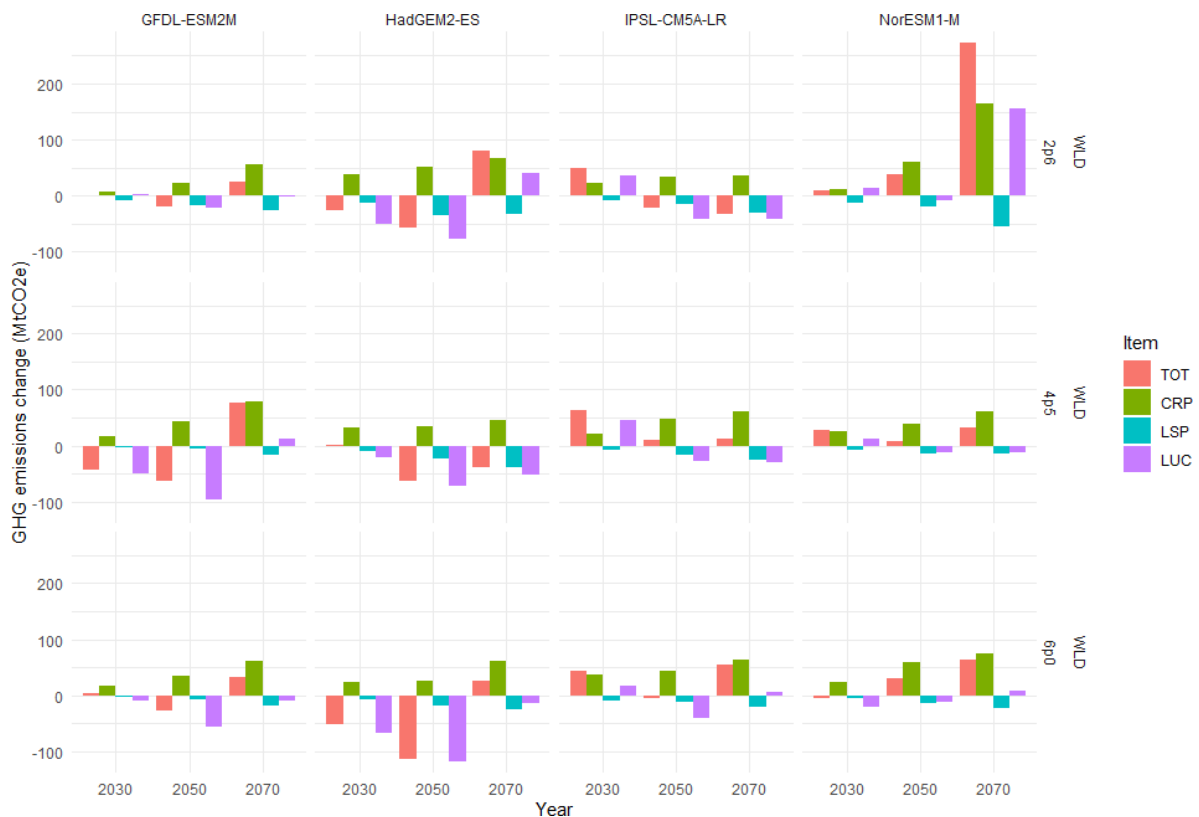 GFDL-ESM2M HadGEM2-ES IPSL-CM5A-LR NorESM1-M
GHG emissions change (MtCO2e)
200
100
0
-100
WLD
2p6
200
100
0
-100
WLD
4p5
200
100
0
-100
WLD
6p0
2030 2050 2070 2030 2050 2070 2030 2050 2070 2030 2050 2070
Year
Item
TOT
CRP
LSP
LUC